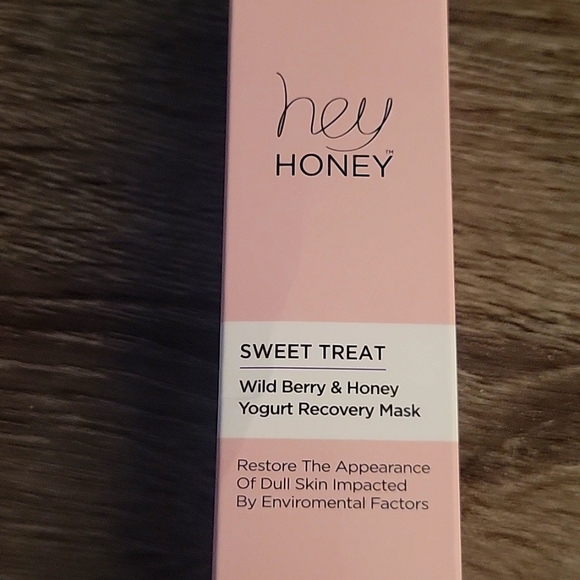 hey
HONEY™
SWEET TREAT
Wild Berry & Honey
Yogurt Recovery Mask
Restore The Appearance
Of Dull Skin Impacted
By Enviromental Factors